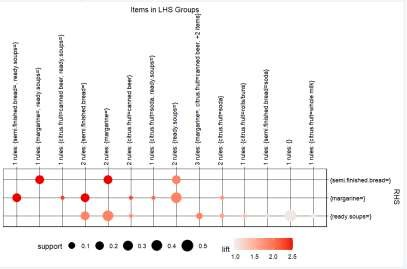 Items in LHS Groups
1 rules: {semi.finished.bread=, ready.soups=}
1 rules: {margarine=, ready.soups=}
1 rules: {citrus.fruit=canned beer, ready.soups=}
2 rules: {semi.finished.bread=}
2 rules: {margarine=}
2 rules: {citrus.fruit=canned beer}
1 rules: {citrus.fruit=soda, ready.soups=}
2 rules: {ready.soups=}
3 rules: {margarine=, citrus.fruit=canned beer, +2 items}
2 rules: {citrus.fruit=soda}
1 rules: {citrus.fruit=rolls/buns}
1 rules: {semi.finished.bread=soda}
1 rules: {}
1 rules: {citrus.fruit=whole milk}
{semi.finished.bread=}
{margarine=}
{ready.soups=}
RHS
support 0.1 0.2 0.3 0.4 0.5
lift
1.0 1.5 2.0 2.5